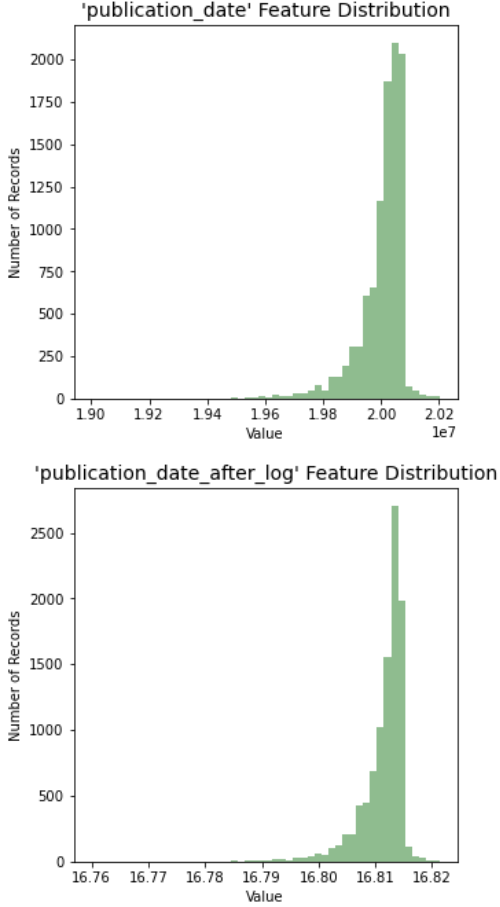 'publication_date' Feature Distribution
Number of Records
2000
1750
1500
1250
1000
750
500
250
0
1.90 1.92 1.94 1.96 1.98 2.00 2.02
1e7
Value
'publication_date_after_log' Feature Distribution
Number of Records
2500
2000
1500
1000
500
0
16.76 16.77 16.78 16.79 16.80 16.81 16.82
Value